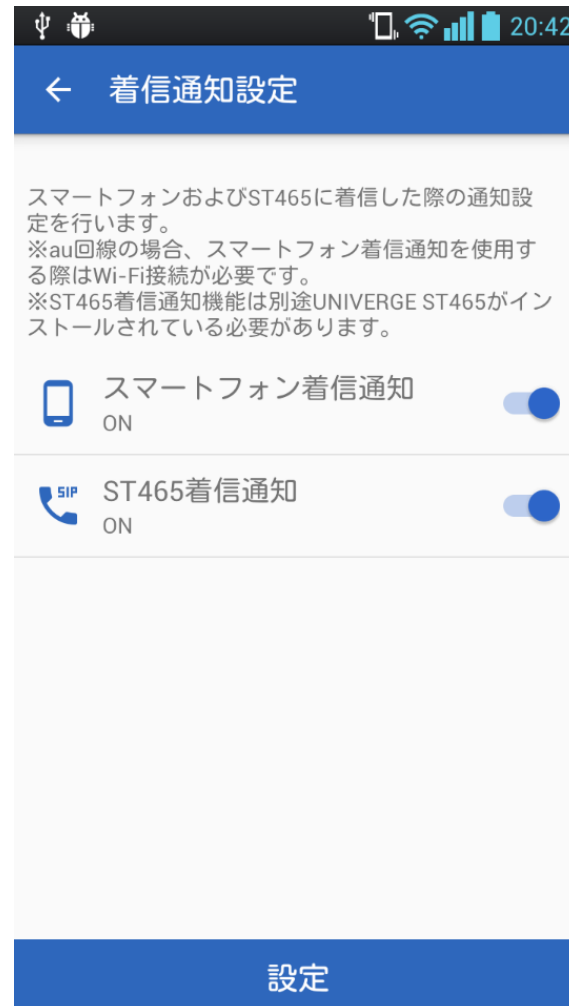 20:42
着信通知設定
スマートフォンおよびST465に着信した際の通知設
定を行います。
※au回線の場合、スマートフォン着信通知を使用す
る際はWi-Fi接続が必要です。
※ST465着信通知機能は別途UNIVERGE ST465がイン
ストールされている必要があります。
スマートフォン着信通知
ON
SIP
ST465着信通知
ON
設定